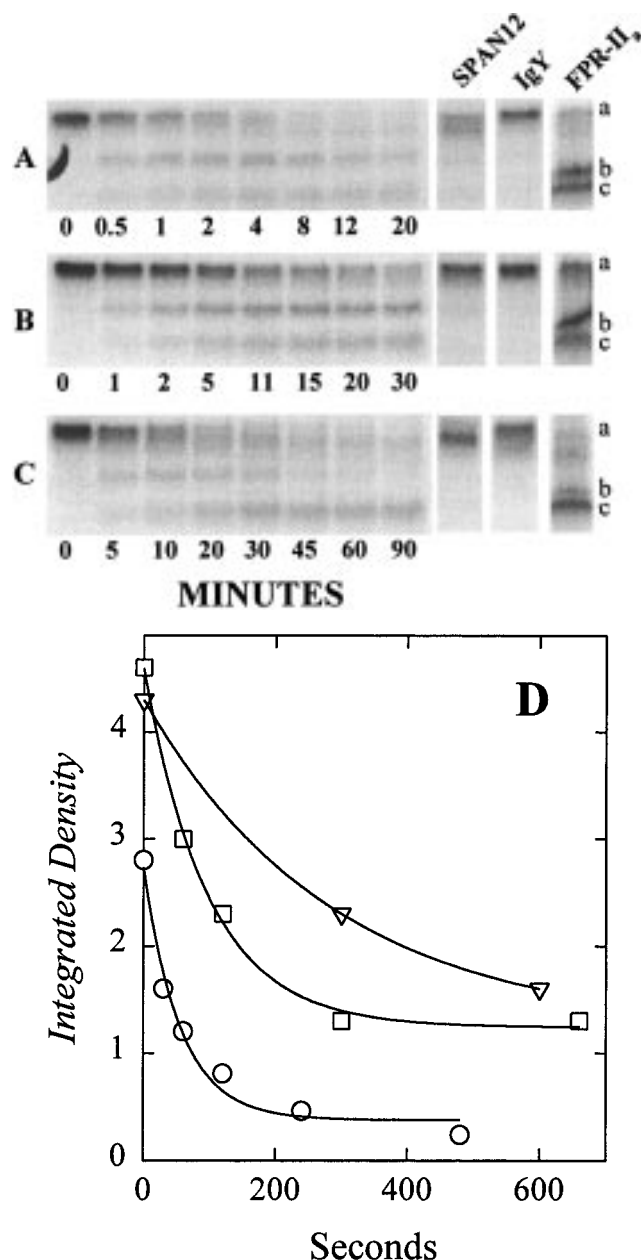 SPAN12 IgY FPR-IIa
A
a
b
c
0 0.5 1 2 4 8 12 20
B
a
b
c
0 1 2 5 11 15 20 30
C
a
b
c
0 5 10 20 30 45 60 90
MINUTES
D
4
3
2
1
0
Integrated Density
0 200 400 600
Seconds